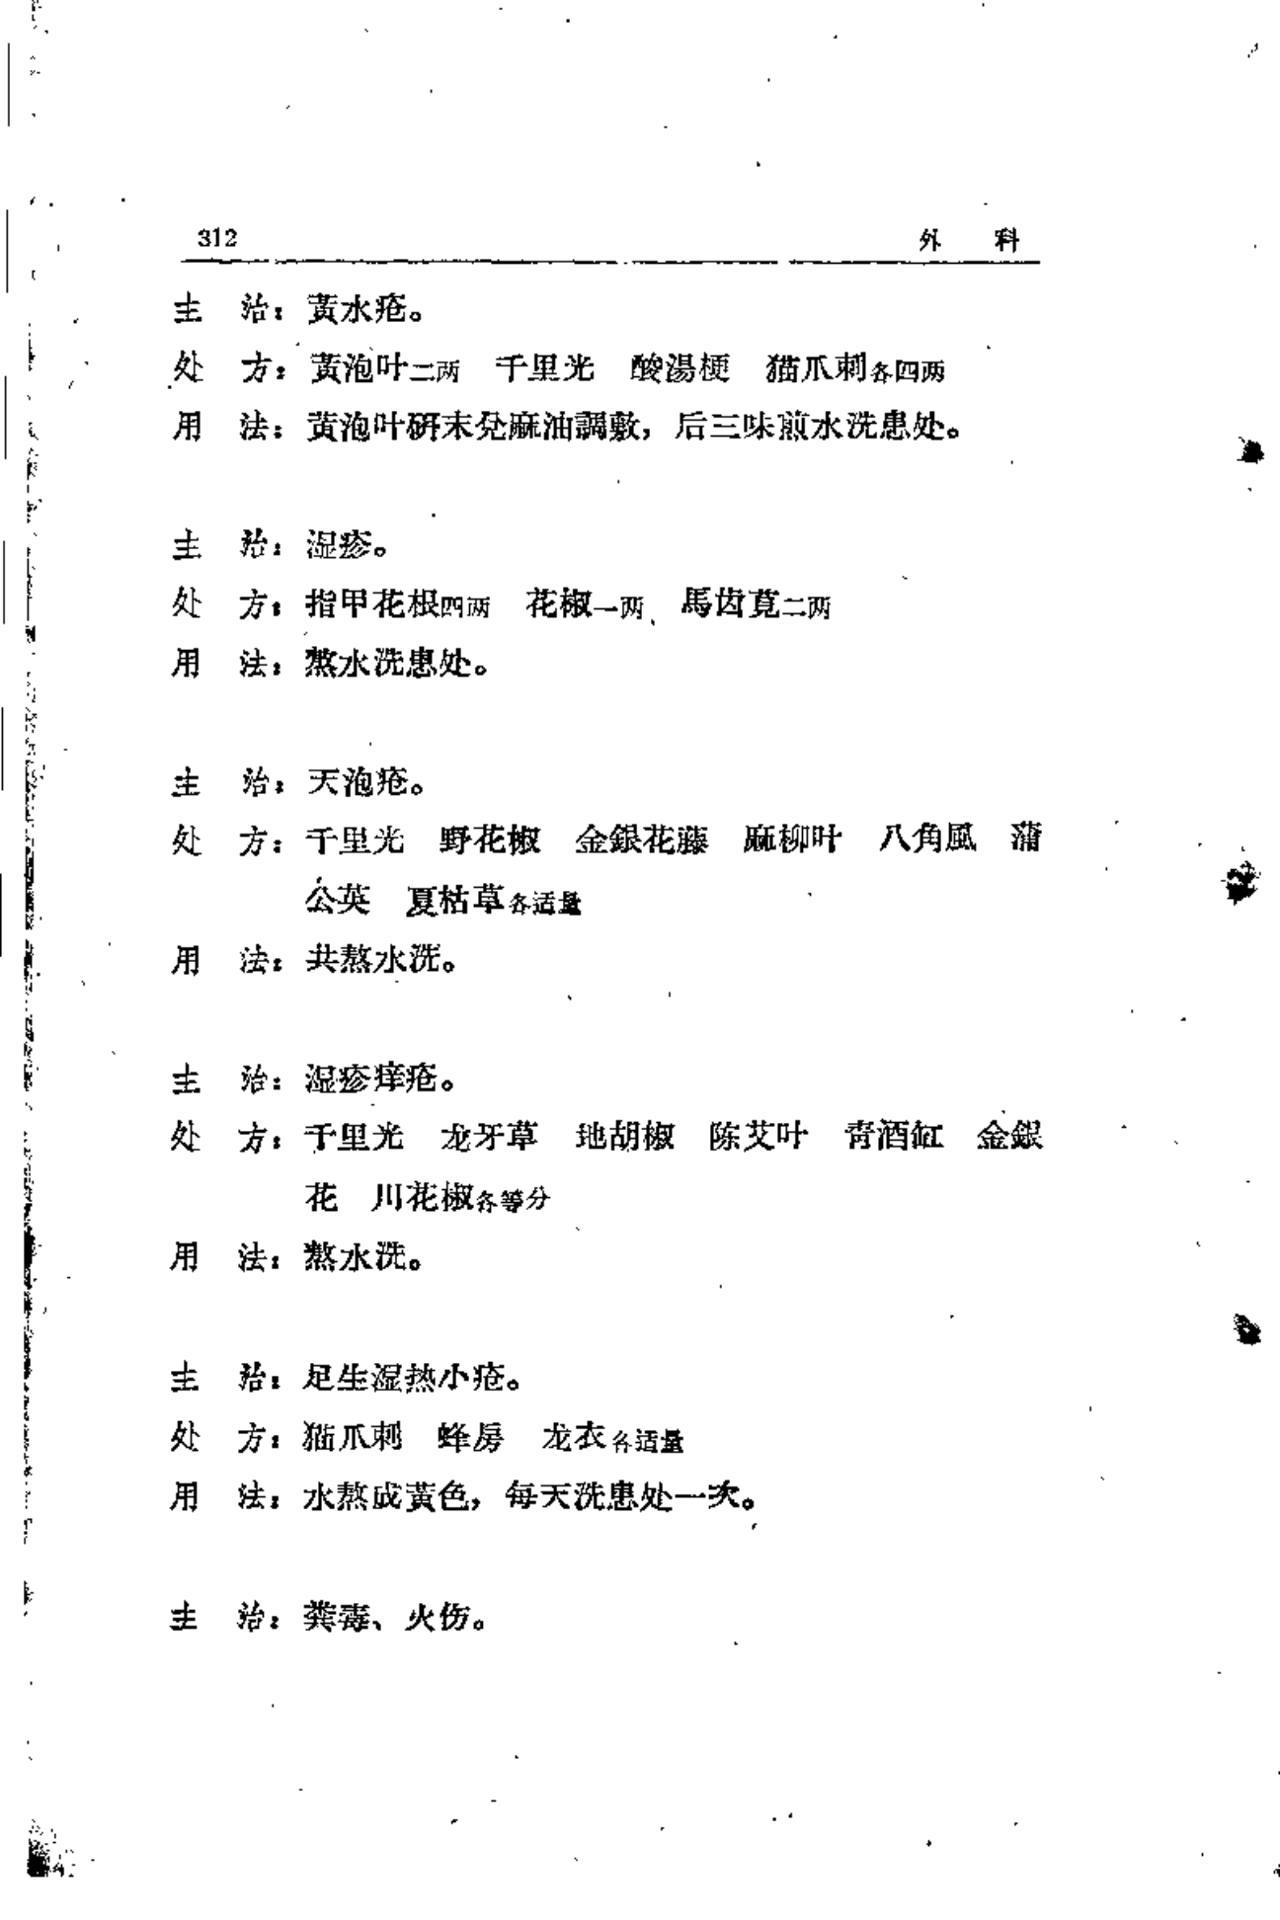 312 外 科
主 治：黄水疮。
处 方：黄泡叶二两 千里光 酸湯梗 猫爪刺各四两
用 法：黄泡叶研末兌麻油調敷，后三味煎水洗患处。
主 治：湿疹。
处 方：指甲花根四两 花椒一两 馬齿莧二两
用 法：熬水洗患处。
主 治：天泡疮。
处 方：千里光 野花椒 金銀花藤 麻柳叶 八角風 蒲
公英 夏枯草各适量
用 法：共熬水洗。
主 治：湿疹痒疮。
处 方：千里光 龙牙草 地胡椒 陈艾叶 青酒缸 金銀
花 川花椒各等分
用 法：熬水洗。
主 治：足生湿热小疮。
处 方：猫爪刺 蜂房 龙衣各适量
用 法：水熬成黄色，每天洗患处一次。
主 治：粪毒、火伤。